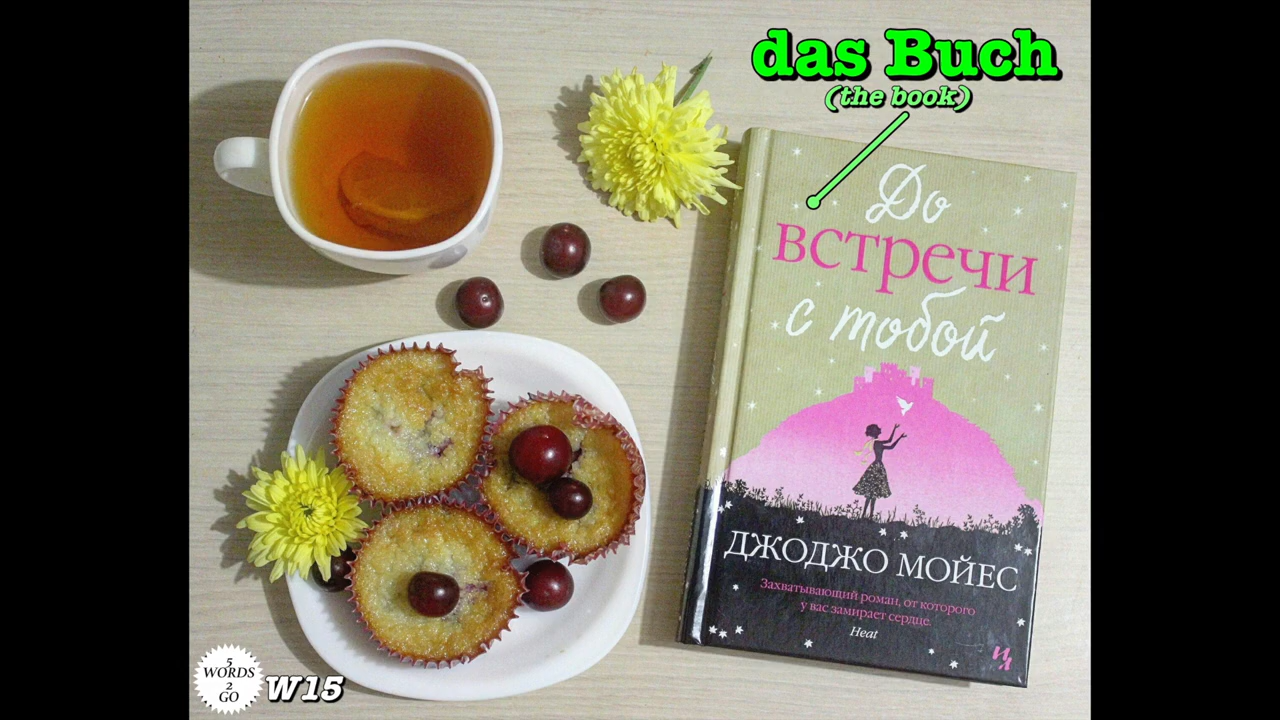 das Buch
(the book)
До
встречи
с тобой
ДЖОДЖО МОЙЕС
Захватывающий роман, от которого
у вас замирает сердце.
Heat
ИЛ
5
WORDS
2
GO
W15